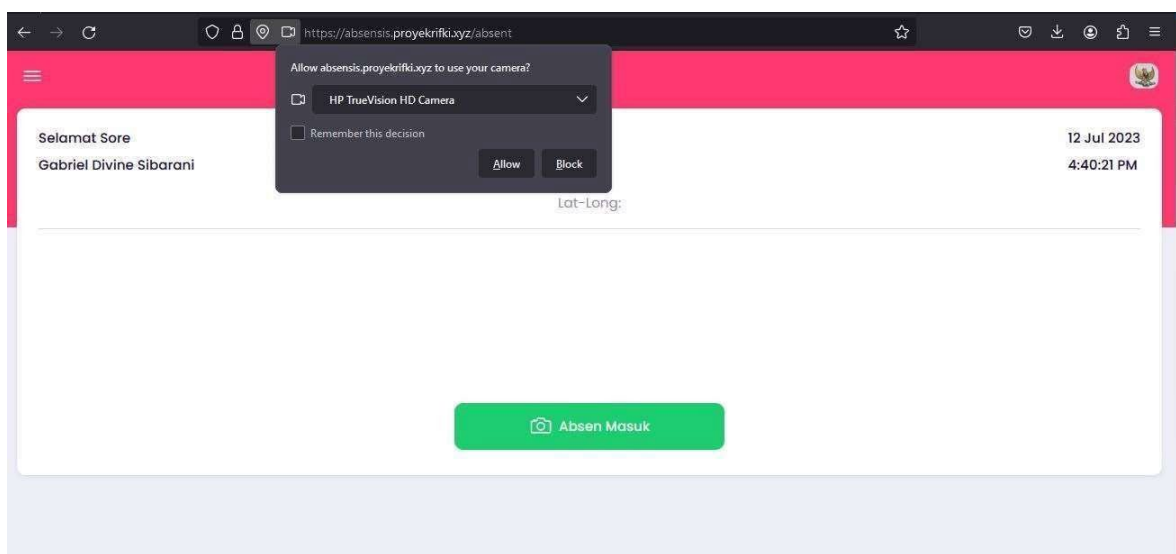 https://absensis.proyekrifki.xyz/absent
Allow absensis.proyekrifki.xyz to use your camera?
HP TrueVision HD Camera
Remember this decision
Allow Block
Selamat Sore
Gabriel Divine Sibarani
12 Jul 2023
4:40:21 PM
Lat-Long:
Absen Masuk